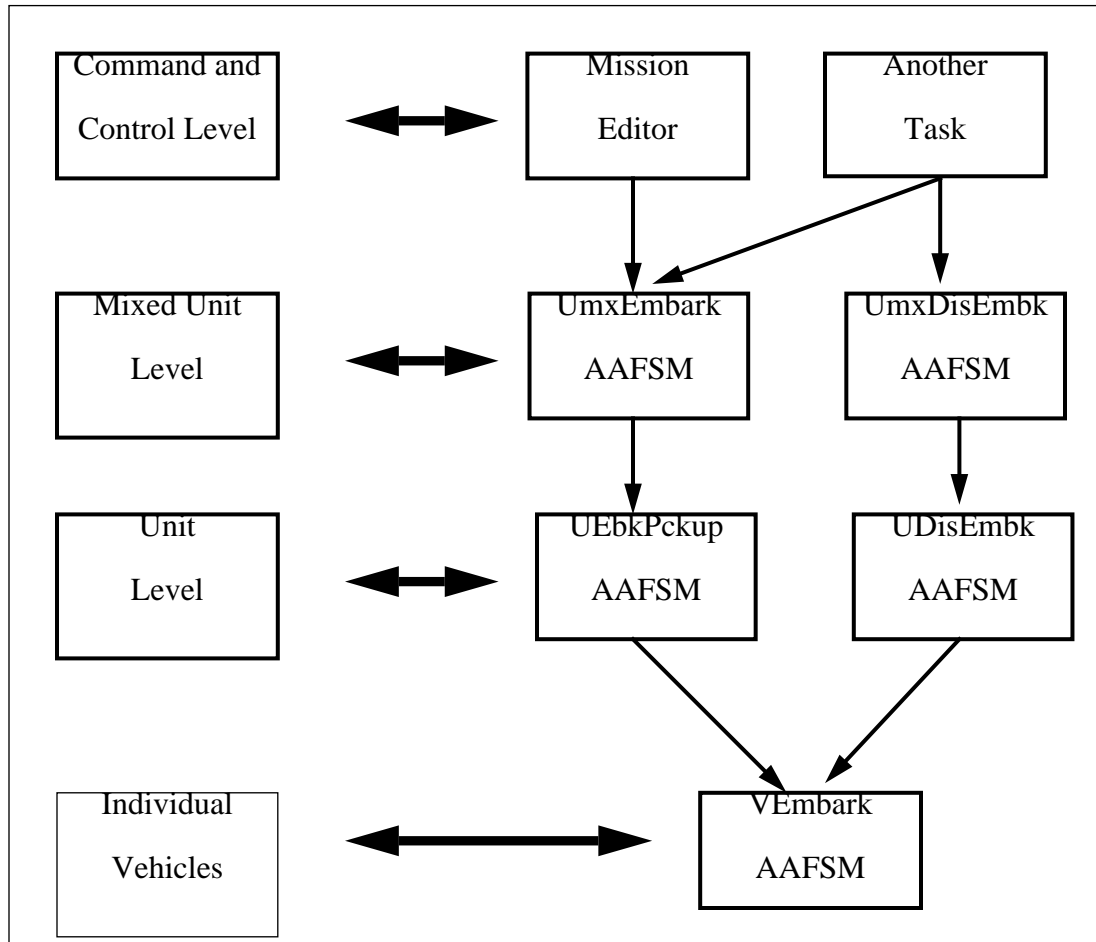 Command and
Control Level
Mission
Editor
Another
Task
Mixed Unit
Level
UmxEmbark
AAFSM
UmxDisEmbk
AAFSM
Unit
Level
UEbkPckup
AAFSM
UDisEmbk
AAFSM
Individual
Vehicles
VEmbark
AAFSM